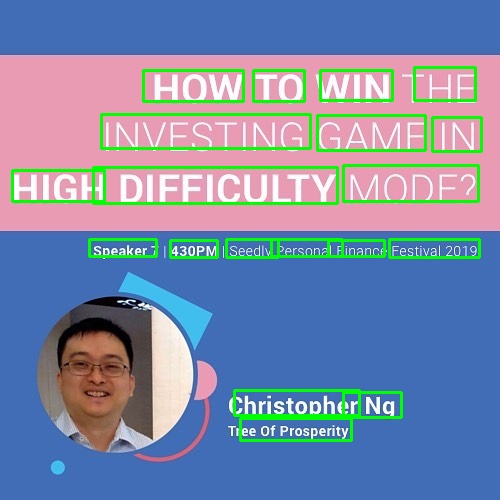 HOW TO WIN THE
INVESTING GAME IN
HIGH DIFFICULTY MODE?
Speaker 7 | 430PM | Seedly Personal Finance Festival 2019
Christopher Ng
Tree Of Prosperity